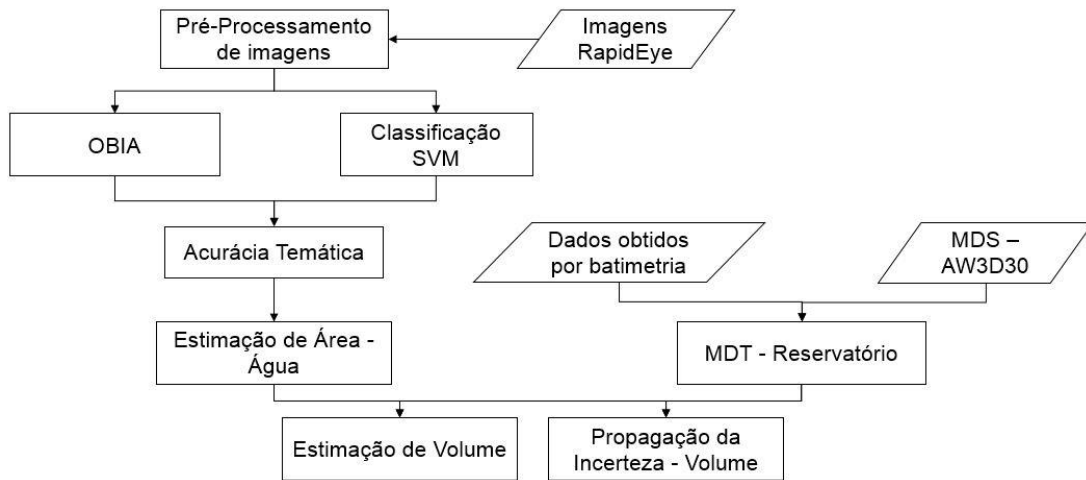 Pré-Processamento
de imagens
Imagens
RapidEye
OBIA
Classificação
SVM
Acurácia Temática
Dados obtidos
por batimetria
MDS –
AW3D30
Estimação de Área -
Água
MDT - Reservatório
Estimação de Volume
Propagação da
Incerteza - Volume